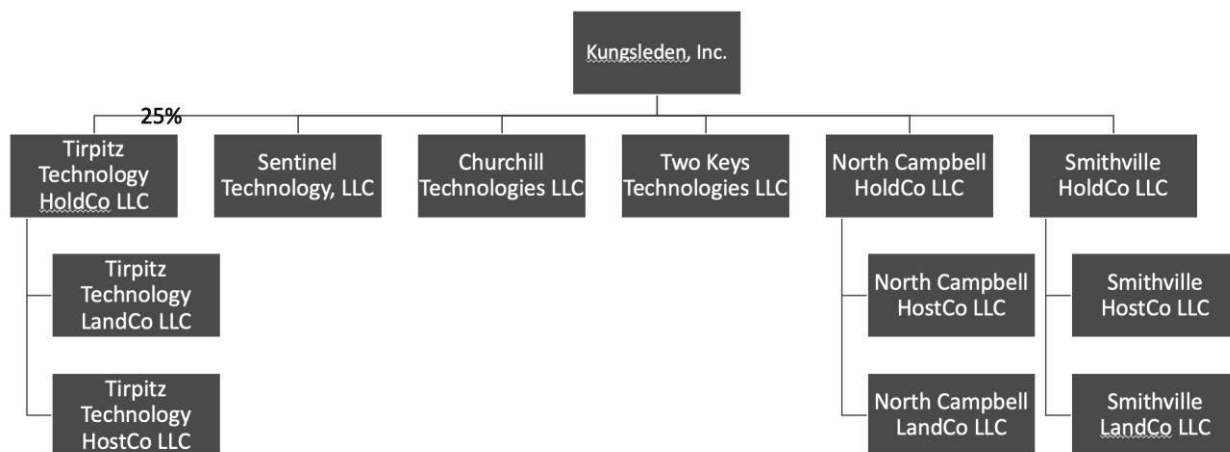 Kungsleden, Inc.
25%
Tirpitz
Technology
HoldCo LLC
Sentinel
Technology, LLC
Churchill
Technologies LLC
Two Keys
Technologies LLC
North Campbell
HoldCo LLC
Smithville
HoldCo LLC
Tirpitz
Technology
LandCo LLC
North Campbell
HostCo LLC
Smithville
HostCo LLC
Tirpitz
Technology
HostCo LLC
North Campbell
LandCo LLC
Smithville
LandCo LLC